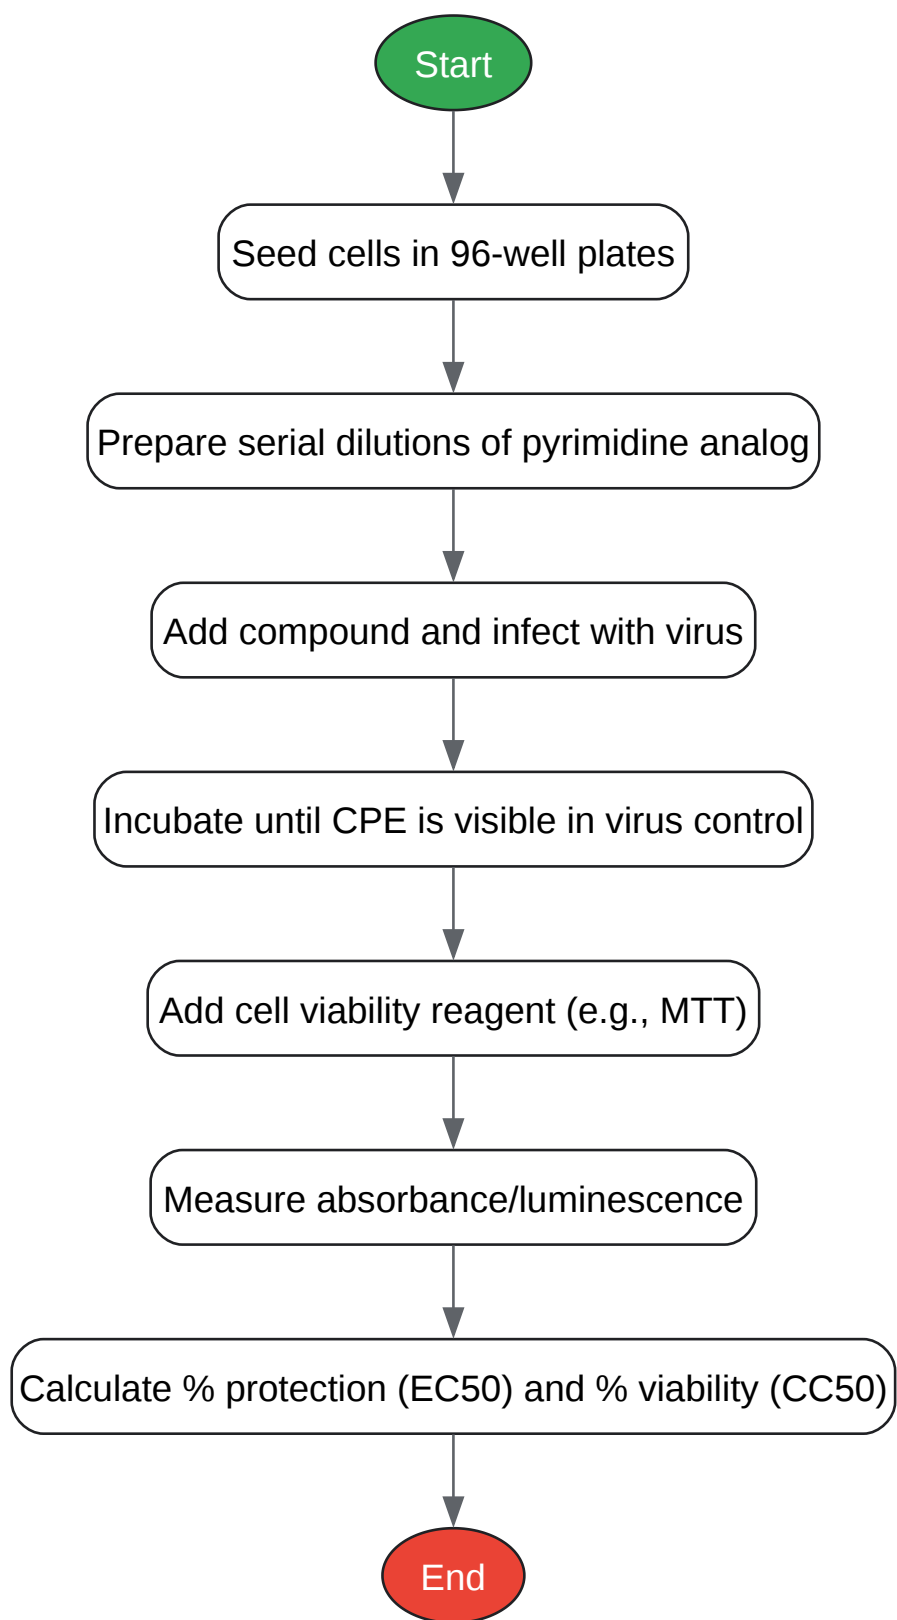 Start
Seed cells in 96-well plates
Prepare serial dilutions of pyrimidine analog
Add compound and infect with virus
Incubate until CPE is visible in virus control
Add cell viability reagent (e.g., MTT)
Measure absorbance/luminescence
Calculate % protection (EC50) and % viability (CC50)
End